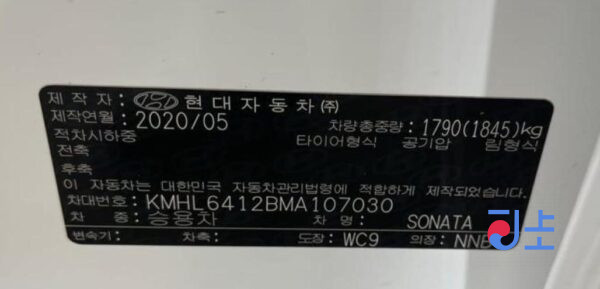 제 작 자 : 현대자동차㈜
제작연월 : 2020/05 차량총중량 : 1790(1845)kg
적차시하중 타이어형식 공기압 림형식
전축
후축
이 자동차는 대한민국 자동차관리법령에 적합하게 제작되었습니다.
차대번호 : KMHL6412BMA107030
차 종 : 승용차 차 명 : SONATA
변속기 : 차축 : 도장 : WC9 의장 : NNB